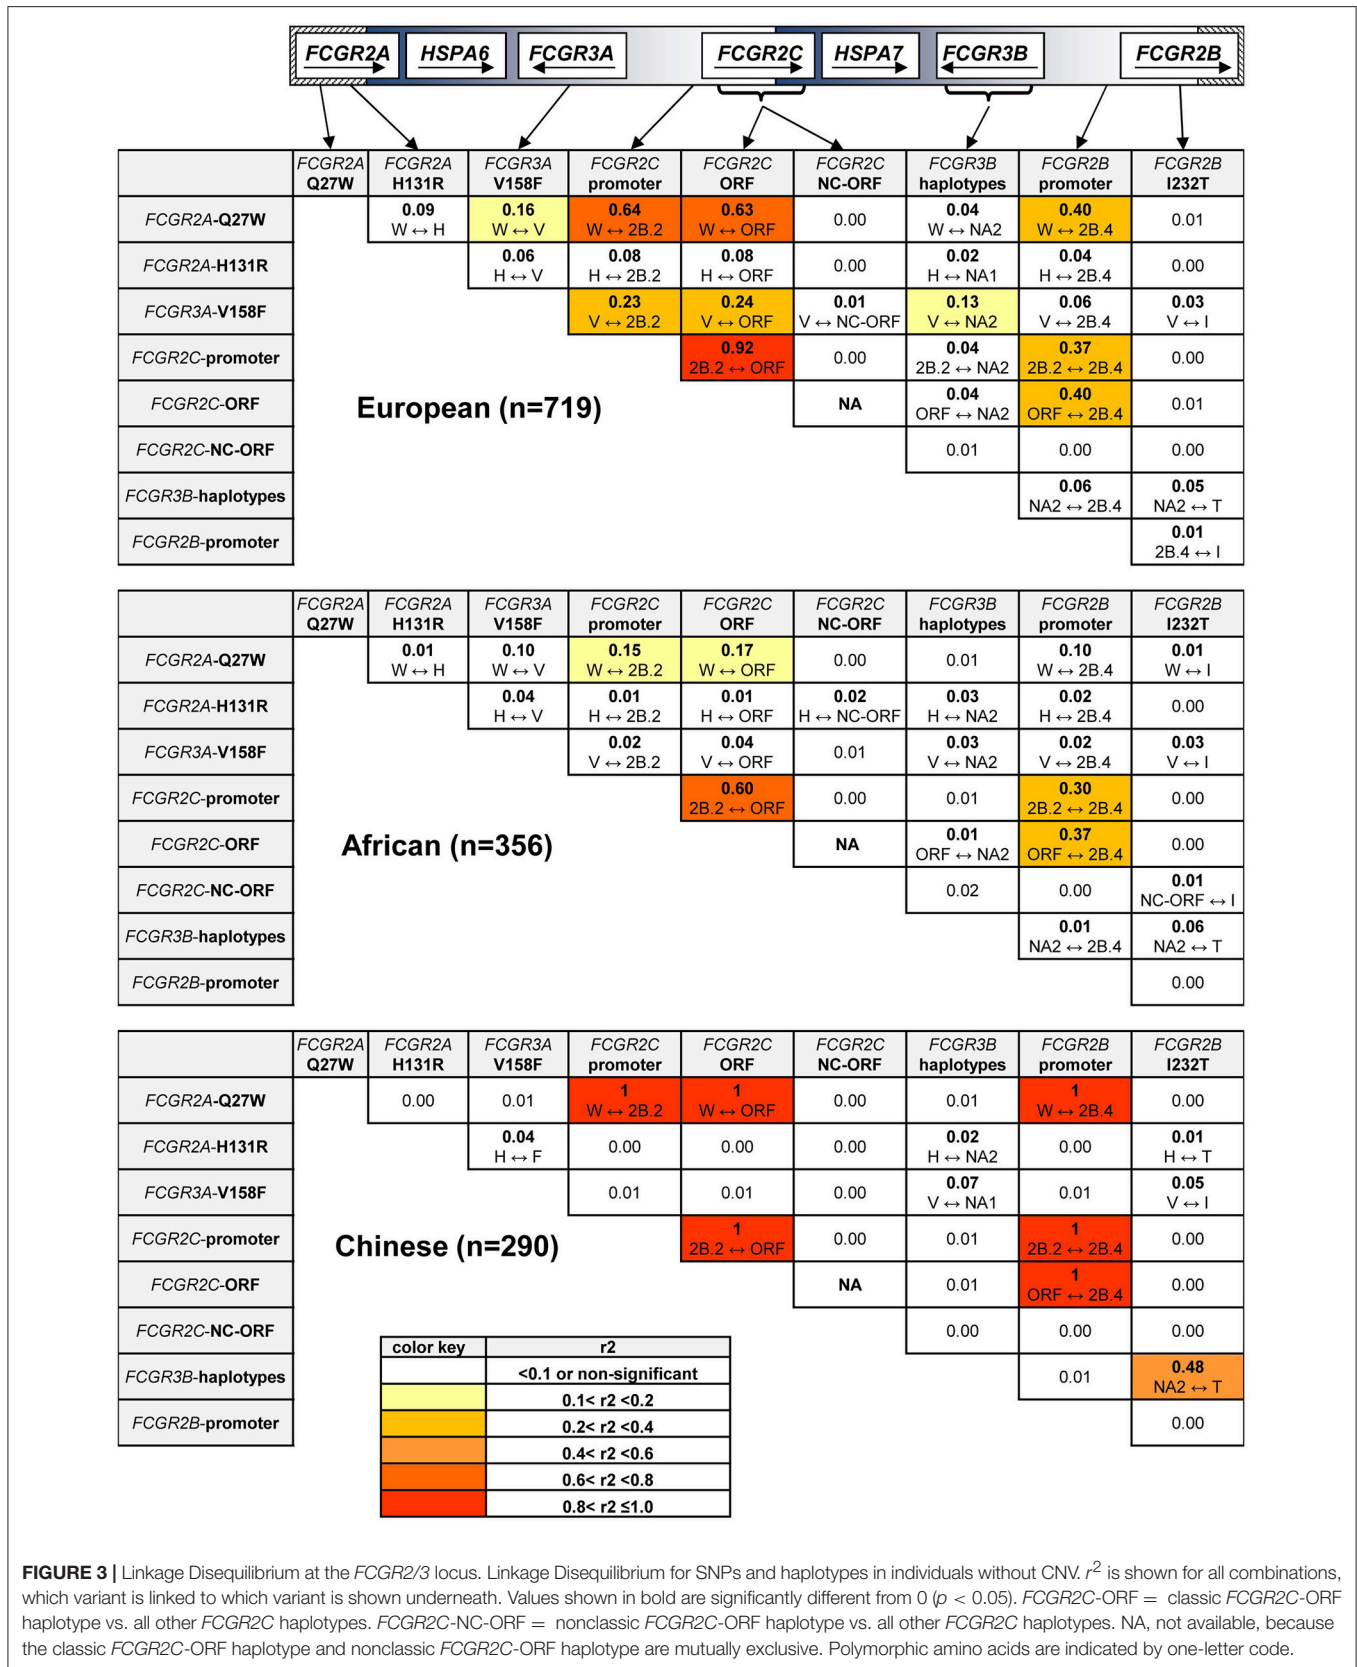 FCGR2A HSPA6 FCGR3A FCGR2C HSPA7 FCGR3B FCGR2B
FCGR2A FCGR2A FCGR3A FCGR2C FCGR2C FCGR2C FCGR3B FCGR2B FCGR2B
Q27W H131R V158F promoter ORF NC-ORF haplotypes promoter I232T
FCGR2A-Q27W 0.09 0.16 0.64 0.63 0.00 0.04 0.40 0.01
W ↔ H W ↔ V W ↔ 2B.2 W ↔ ORF W ↔ NA2 W ↔ 2B.4
FCGR2A-H131R 0.06 0.08 0.08 0.00 0.02 0.04 0.00
H ↔ V H ↔ 2B.2 H ↔ ORF H ↔ NA1 H ↔ 2B.4
FCGR3A-V158F 0.23 0.24 0.01 0.13 0.06 0.03
V ↔ 2B.2 V ↔ ORF V ↔ NC-ORF V ↔ NA2 V ↔ 2B.4 V ↔ I
FCGR2C-promoter 0.92 0.00 0.04 0.37 0.00
2B.2 ↔ ORF 2B.2 ↔ NA2 2B.2 ↔ 2B.4
FCGR2C-ORF NA 0.04 0.40 0.01
ORF ↔ NA2 ORF ↔ 2B.4
European (n=719)
FCGR2C-NC-ORF 0.01 0.00 0.00
FCGR3B-haplotypes 0.06 0.05
NA2 ↔ 2B.4 NA2 ↔ T
FCGR2B-promoter 0.01
2B.4 ↔ I
FCGR2A FCGR2A FCGR3A FCGR2C FCGR2C FCGR2C FCGR3B FCGR2B FCGR2B
Q27W H131R V158F promoter ORF NC-ORF haplotypes promoter I232T
FCGR2A-Q27W 0.01 0.10 0.15 0.17 0.00 0.01 0.10 0.01
W ↔ H W ↔ V W ↔ 2B.2 W ↔ ORF W ↔ 2B.4 W ↔ I
FCGR2A-H131R 0.04 0.01 0.01 0.02 0.03 0.02 0.00
H ↔ V H ↔ 2B.2 H ↔ ORF H ↔ NC-ORF H ↔ NA2 H ↔ 2B.4
FCGR3A-V158F 0.02 0.04 0.01 0.03 0.02 0.03
V ↔ 2B.2 V ↔ ORF V ↔ NA2 V ↔ 2B.4 V ↔ I
FCGR2C-promoter 0.60 0.00 0.01 0.30 0.00
2B.2 ↔ ORF 2B.2 ↔ 2B.4
FCGR2C-ORF NA 0.01 0.37 0.00
ORF ↔ NA2 ORF ↔ 2B.4
African (n=356)
FCGR2C-NC-ORF 0.02 0.00 0.01
NC-ORF ↔ I
FCGR3B-haplotypes 0.01 0.06
NA2 ↔ 2B.4 NA2 ↔ T
FCGR2B-promoter 0.00
FCGR2A FCGR2A FCGR3A FCGR2C FCGR2C FCGR2C FCGR3B FCGR2B FCGR2B
Q27W H131R V158F promoter ORF NC-ORF haplotypes promoter I232T
FCGR2A-Q27W 0.00 0.01 1 1 0.00 0.01 1 0.00
W ↔ 2B.2 W ↔ ORF W ↔ 2B.4
FCGR2A-H131R 0.04 0.00 0.00 0.00 0.02 0.00 0.01
H ↔ F H ↔ NA2 H ↔ T
FCGR3A-V158F 0.01 0.01 0.00 0.07 0.01 0.05
V ↔ NA1 V ↔ I
FCGR2C-promoter 1 0.00 0.01 1 0.00
2B.2 ↔ ORF 2B.2 ↔ 2B.4
Chinese (n=290)
FCGR2C-ORF NA 0.01 1 0.00
ORF ↔ 2B.4
FCGR2C-NC-ORF 0.00 0.00 0.00
FCGR3B-haplotypes 0.01 0.48
NA2 ↔ T
FCGR2B-promoter 0.00
color key r2
<0.1 or non-significant
0.1< r2 <0.2
0.2< r2 <0.4
0.4< r2 <0.6
0.6< r2 <0.8
0.8< r2 ≤1.0
FIGURE 3 | Linkage Disequilibrium at the FCGR2/3 locus. Linkage Disequilibrium for SNPs and haplotypes in individuals without CNV. r² is shown for all combinations,
which variant is linked to which variant is shown underneath. Values shown in bold are significantly different from 0 (p < 0.05). FCGR2C-ORF = classic FCGR2C-ORF
haplotype vs. all other FCGR2C haplotypes. FCGR2C-NC-ORF = nonclassic FCGR2C-ORF haplotype vs. all other FCGR2C haplotypes. NA, not available, because
the classic FCGR2C-ORF haplotype and nonclassic FCGR2C-ORF haplotype are mutually exclusive. Polymorphic amino acids are indicated by one-letter code.